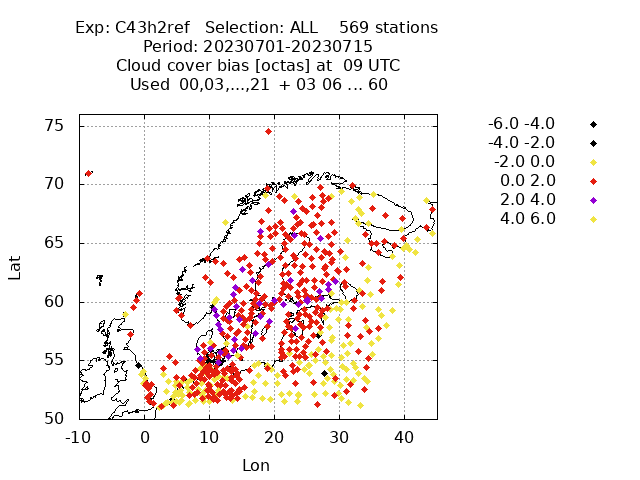 Exp: C43h2ref   Selection: ALL    569 stations
Period: 20230701-20230715
Cloud cover bias [octas] at  09 UTC
Used  00,03,...,21  + 03 06 ... 60
75
70
65
60
55
50
-10 0 10 20 30 40
Lat
Lon
-6.0 -4.0
-4.0 -2.0
-2.0 0.0
0.0 2.0
2.0 4.0
4.0 6.0